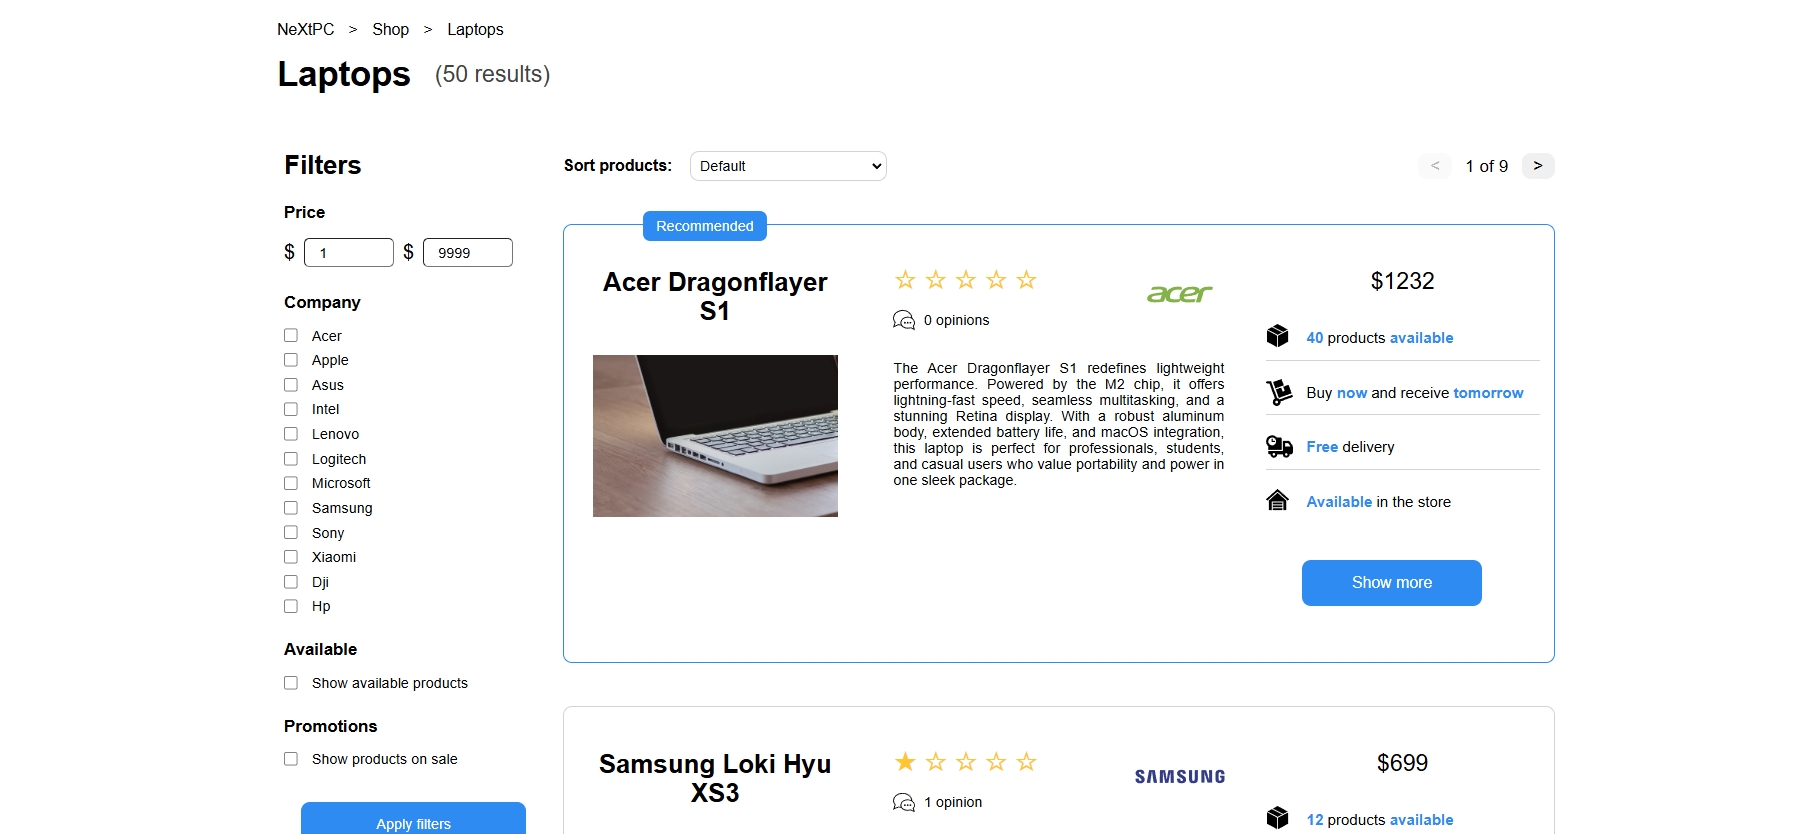 NeXtPC > Shop > Laptops
Laptops (50 results)
Filters
Price
$ 1 $ 9999
Company
Acer
Apple
Asus
Intel
Lenovo
Logitech
Microsoft
Samsung
Sony
Xiaomi
Dji
Hp
Available
Show available products
Promotions
Show products on sale
Apply filters
Sort products: Default
< 1 of 9 >
Recommended
Acer Dragonflayer
S1
0 opinions
The Acer Dragonflayer S1 redefines lightweight
performance. Powered by the M2 chip, it offers
lightning-fast speed, seamless multitasking, and a
stunning Retina display. With a robust aluminum
body, extended battery life, and macOS integration,
this laptop is perfect for professionals, students,
and casual users who value portability and power in
one sleek package.
acer
$1232
40 products available
Buy now and receive tomorrow
Free delivery
Available in the store
Show more
Samsung Loki Hyu
XS3
1 opinion
SAMSUNG
$699
12 products available